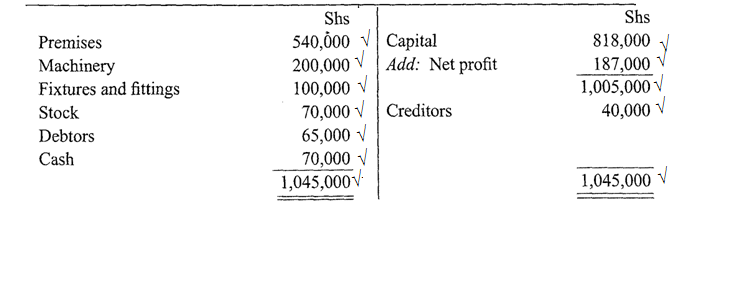 Shs Shs
Premises 540,000 √ Capital 818,000 √
Machinery 200,000 √ Add: Net profit 187,000 √
Fixtures and fittings 100,000 √ 1,005,000 √
Stock 70,000 √ Creditors 40,000 √
Debtors 65,000 √
Cash 70,000 √
1,045,000 √ 1,045,000 √